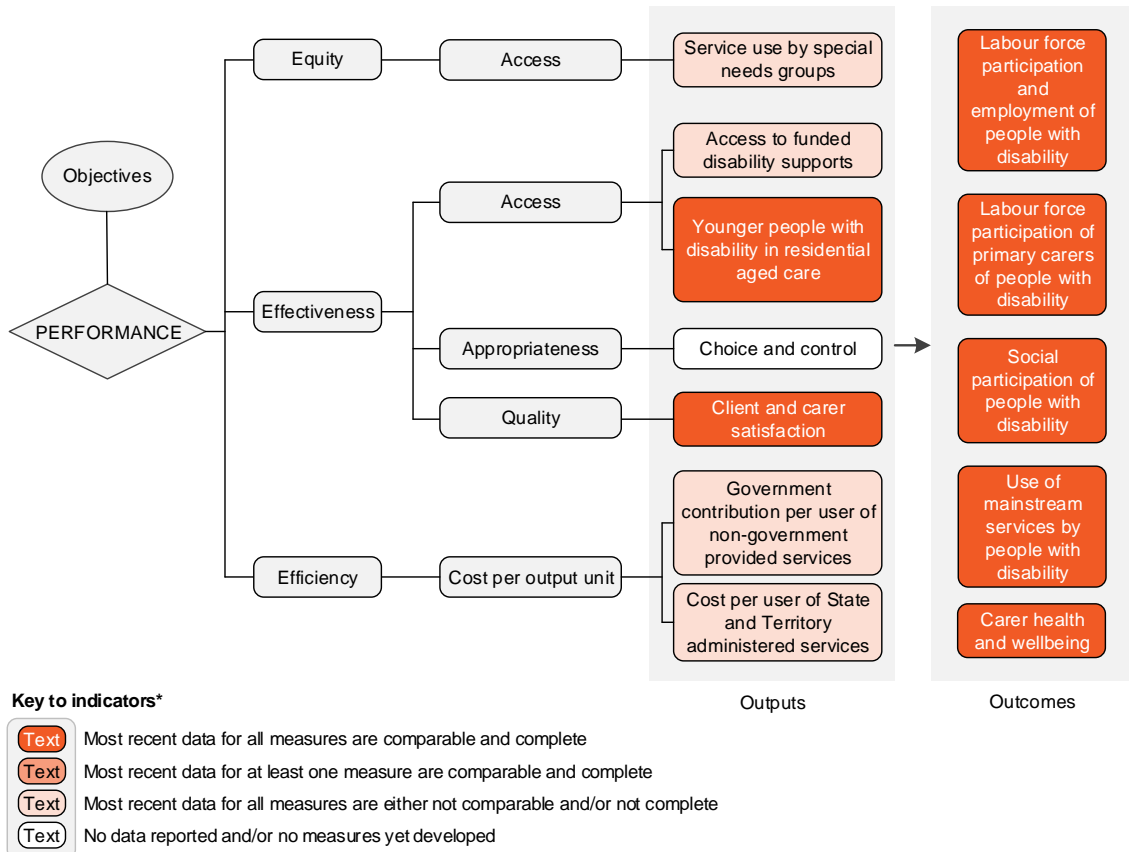 Objectives
PERFORMANCE
Equity
Access
Service use by special
needs groups
Effectiveness
Access
Access to funded
disability supports
Younger people with
disability in residential
aged care
Appropriateness
Choice and control
Quality
Client and carer
satisfaction
Efficiency
Cost per output unit
Government
contribution per user of
non-government
provided services
Cost per user of State
and Territory
administered services
Outputs
Labour force
participation
and
employment of
people with
disability
Labour force
participation of
primary carers
of people with
disability
Social
participation of
people with
disability
Use of
mainstream
services by
people with
disability
Carer health
and wellbeing
Outcomes
Key to indicators*
Text Most recent data for all measures are comparable and complete
Text Most recent data for at least one measure are comparable and complete
Text Most recent data for all measures are either not comparable and/or not complete
Text No data reported and/or no measures yet developed